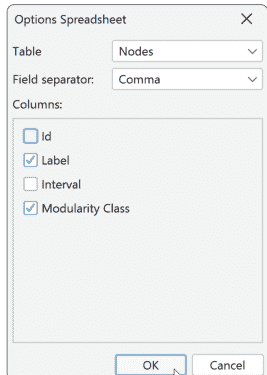 Options Spreadsheet
Table Nodes
Field separator: Comma
Columns:
Id
Label
Interval
Modularity Class
OK Cancel